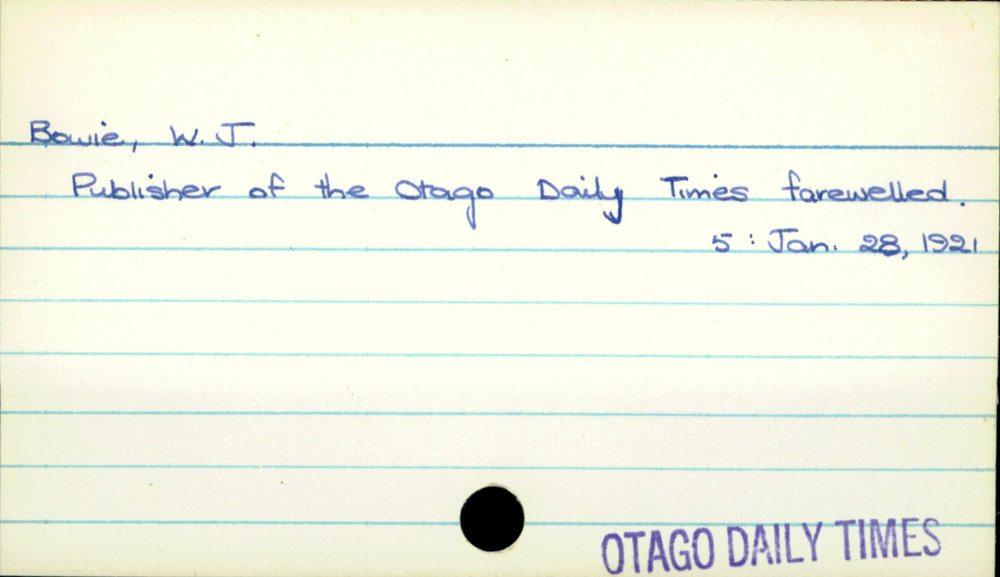 Bowie, W. J.
Publisher of the Otago Daily Times farewelled.
5 : Jan. 28, 1921
OTAGO DAILY TIMES